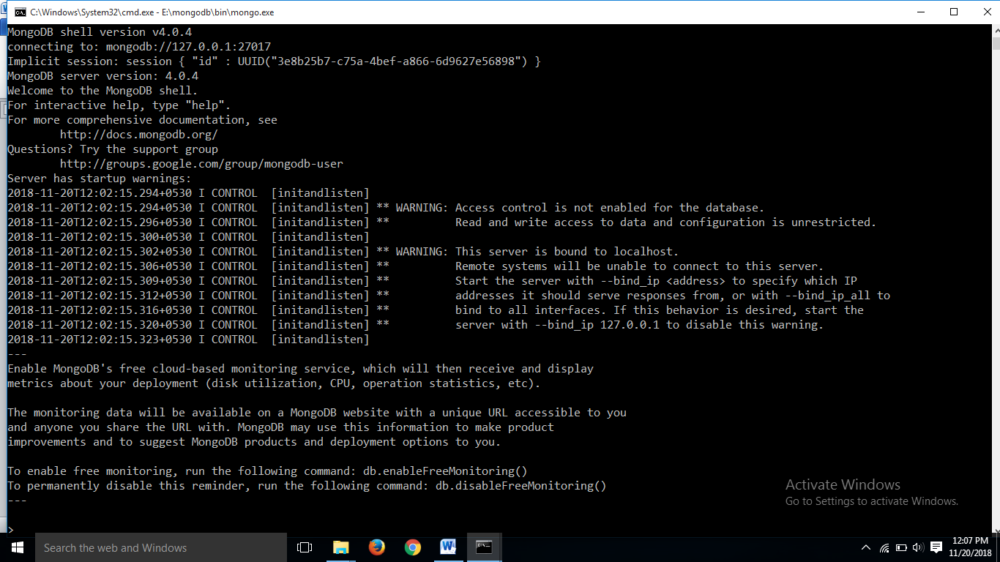 C:\Windows\System32\cmd.exe - E:\mongodb\bin\mongo.exe
MongoDB shell version v4.0.4
connecting to: mongodb://127.0.0.1:27017
Implicit session: session { "id" : UUID("3e8b25b7-c75a-4bef-a866-6d9627e56898") }
MongoDB server version: 4.0.4
Welcome to the MongoDB shell.
For interactive help, type "help".
For more comprehensive documentation, see
        http://docs.mongodb.org/
Questions? Try the support group
        http://groups.google.com/group/mongodb-user
Server has startup warnings:
2018-11-20T12:02:15.294+0530 I CONTROL  [initandlisten]
2018-11-20T12:02:15.294+0530 I CONTROL  [initandlisten] ** WARNING: Access control is not enabled for the database.
2018-11-20T12:02:15.296+0530 I CONTROL  [initandlisten] **          Read and write access to data and configuration is unrestricted.
2018-11-20T12:02:15.300+0530 I CONTROL  [initandlisten]
2018-11-20T12:02:15.302+0530 I CONTROL  [initandlisten] ** WARNING: This server is bound to localhost.
2018-11-20T12:02:15.306+0530 I CONTROL  [initandlisten] **          Remote systems will be unable to connect to this server.
2018-11-20T12:02:15.309+0530 I CONTROL  [initandlisten] **          Start the server with --bind_ip <address> to specify which IP
2018-11-20T12:02:15.312+0530 I CONTROL  [initandlisten] **          addresses it should serve responses from, or with --bind_ip_all to
2018-11-20T12:02:15.316+0530 I CONTROL  [initandlisten] **          bind to all interfaces. If this behavior is desired, start the
2018-11-20T12:02:15.320+0530 I CONTROL  [initandlisten] **          server with --bind_ip 127.0.0.1 to disable this warning.
2018-11-20T12:02:15.323+0530 I CONTROL  [initandlisten]
---
Enable MongoDB's free cloud-based monitoring service, which will then receive and display
metrics about your deployment (disk utilization, CPU, operation statistics, etc).
The monitoring data will be available on a MongoDB website with a unique URL accessible to you
and anyone you share the URL with. MongoDB may use this information to make product
improvements and to suggest MongoDB products and deployment options to you.
To enable free monitoring, run the following command: db.enableFreeMonitoring()
To permanently disable this reminder, run the following command: db.disableFreeMonitoring()
---
>
Activate Windows
Go to Settings to activate Windows.
Search the web and Windows
12:07 PM
11/20/2018